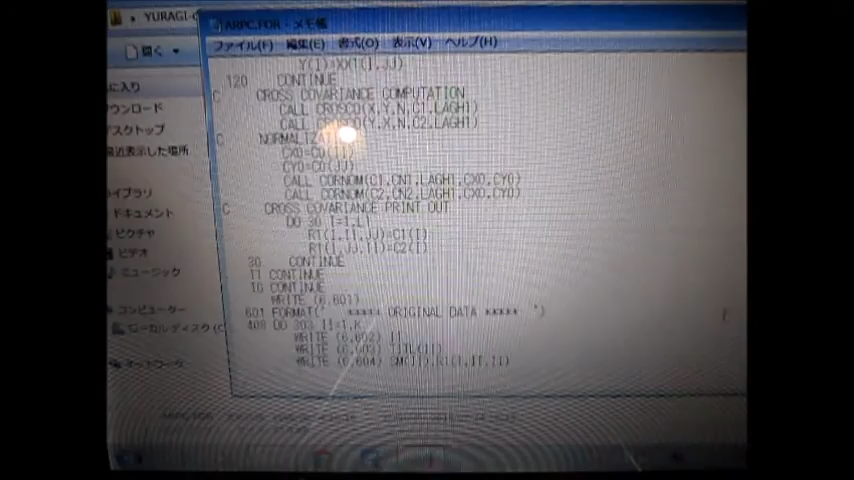 YURAGI-C
ARPC.FOR - メモ帳
開く
ファイル(F) 編集(E) 書式(O) 表示(V) ヘルプ(H)
に入り
ウンロード
デスクトップ
最近表示した場所
イブラリ
ドキュメント
ピクチャ
ビデオ
ミュージック
コンピューター
ローカルディスク (C
ネットワーク
Y(I)=XX1(I,JJ)
120 CONTINUE
C CROSS COVARIANCE COMPUTATION
CALL CROSCO(X,Y,N,C1,LAGH1)
CALL CROSCO(Y,X,N,C2,LAGH1)
C
CX0=C0(II)
CY0=C0(JJ)
CALL CORNOM(C1,CN1,LAGH1,CX0,CY0)
CALL CORNOM(C2,CN2,LAGH1,CX0,CY0)
C CROSS COVARIANCE PRINT OUT
DO 30 I=1,L1
R1(I,II,JJ)=C1(I)
R1(I,JJ,II)=C2(I)
30 CONTINUE
11 CONTINUE
10 CONTINUE
WRITE (6,601)
601 FORMAT(' ***** ORIGINAL DATA ***** ')
408 DO 303 II=1,K
WRITE (6,602) II
WRITE (6,603) TITL(II)
WRITE (6,604) SM(II),R1(1,II,II)